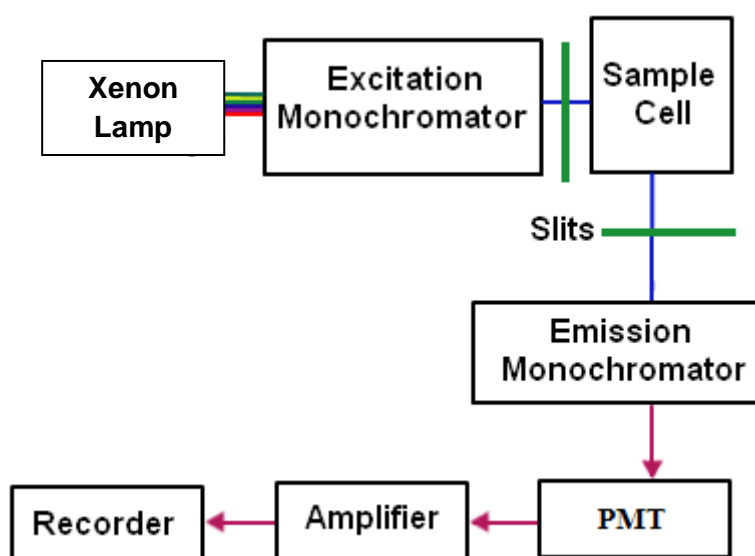 Xenon
Lamp
Excitation
Monochromator
Sample
Cell
Slits
Emission
Monochromator
PMT
Amplifier
Recorder